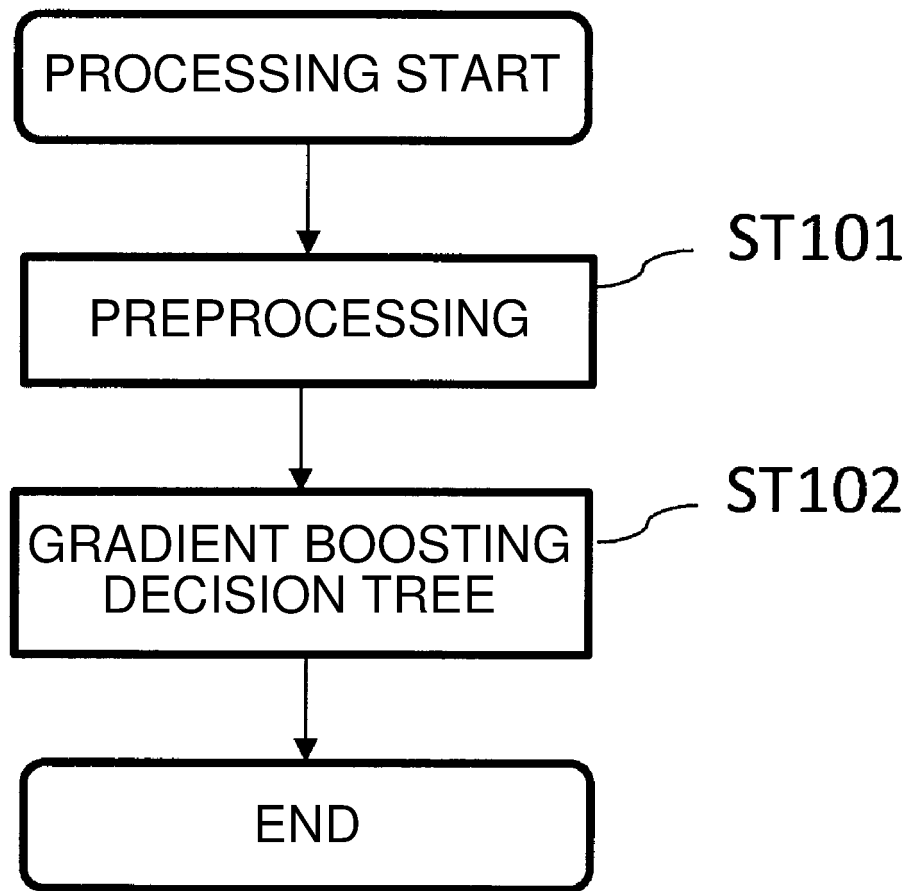 PROCESSING START
ST101
PREPROCESSING
ST102
GRADIENT BOOSTING
DECISION TREE
END